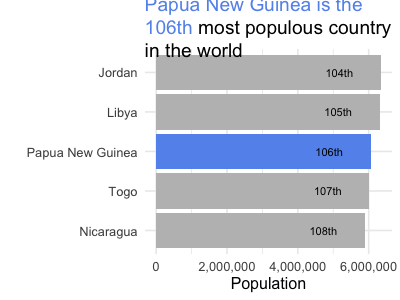 Papua New Guinea is the
106th most populous country
in the world
Jordan 104th
Libya 105th
Papua New Guinea 106th
Togo 107th
Nicaragua 108th
0 2,000,000 4,000,000 6,000,000
Population